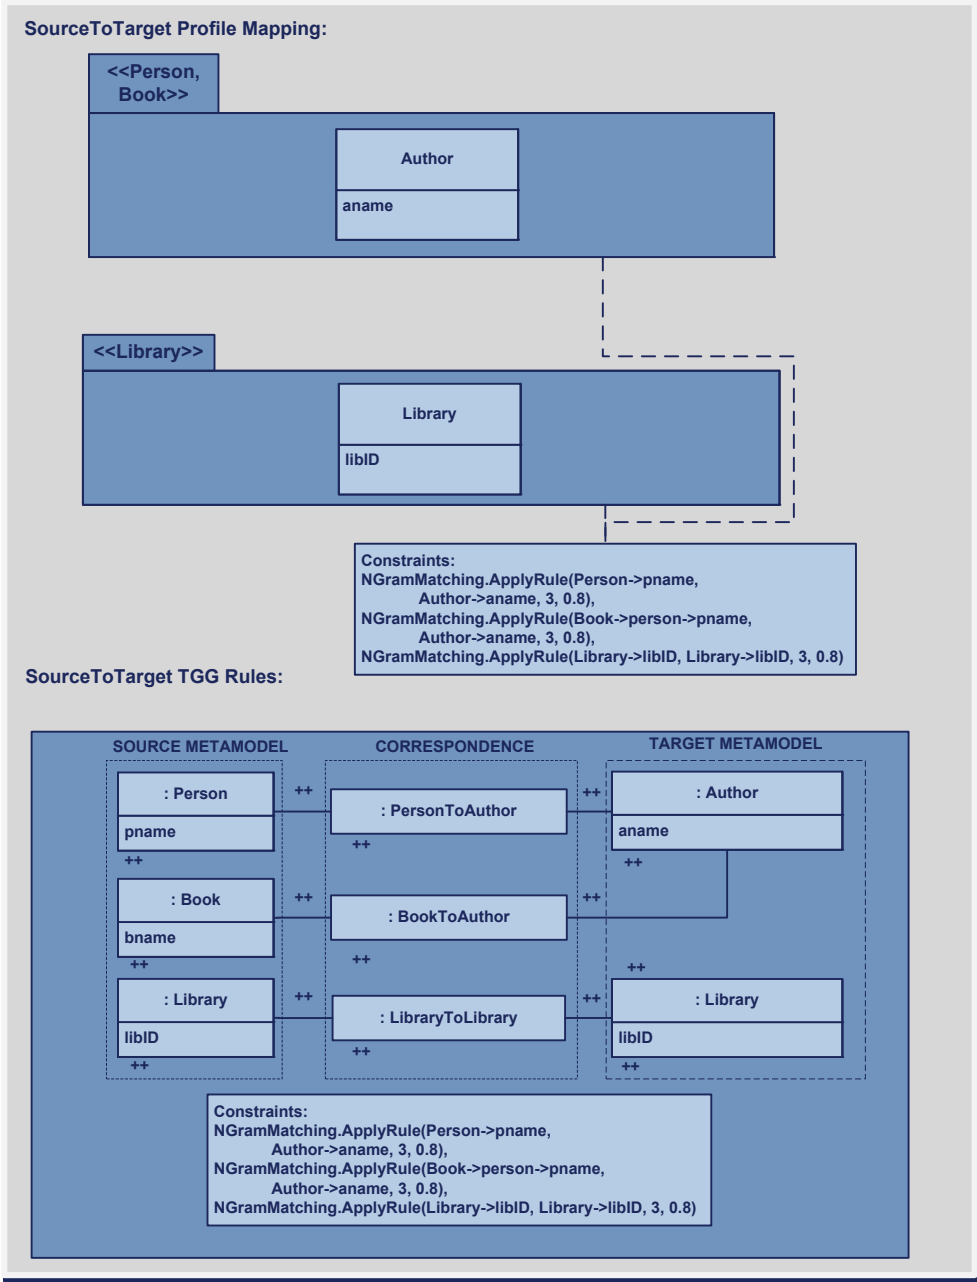 SourceToTarget Profile Mapping:
<<Person,
Book>>
Author
aname
<<Library>>
Library
libID
Constraints:
NGramMatching.ApplyRule(Person->pname,
Author->aname, 3, 0.8),
NGramMatching.ApplyRule(Book->person->pname,
Author->aname, 3, 0.8),
NGramMatching.ApplyRule(Library->libID, Library->libID, 3, 0.8)
SourceToTarget TGG Rules:
SOURCE METAMODEL
CORRESPONDENCE
TARGET METAMODEL
: Person
++
: PersonToAuthor
++
: Author
pname
++
++
aname
++
: Book
++
: BookToAuthor
++
bname
++
++
++
: Library
++
: LibraryToLibrary
++
: Library
libID
++
++
libID
++
Constraints:
NGramMatching.ApplyRule(Person->pname,
Author->aname, 3, 0.8),
NGramMatching.ApplyRule(Book->person->pname,
Author->aname, 3, 0.8),
NGramMatching.ApplyRule(Library->libID, Library->libID, 3, 0.8)